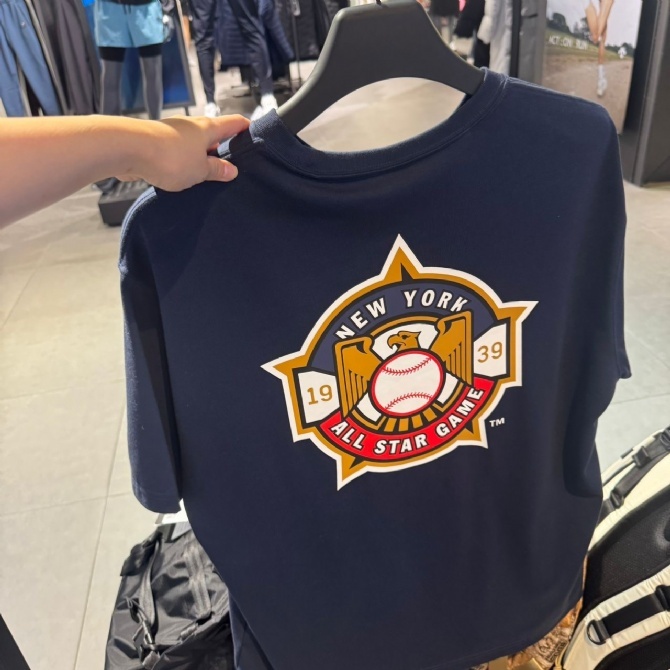 NEW YORK
19 39
ALL STAR GAME
TM